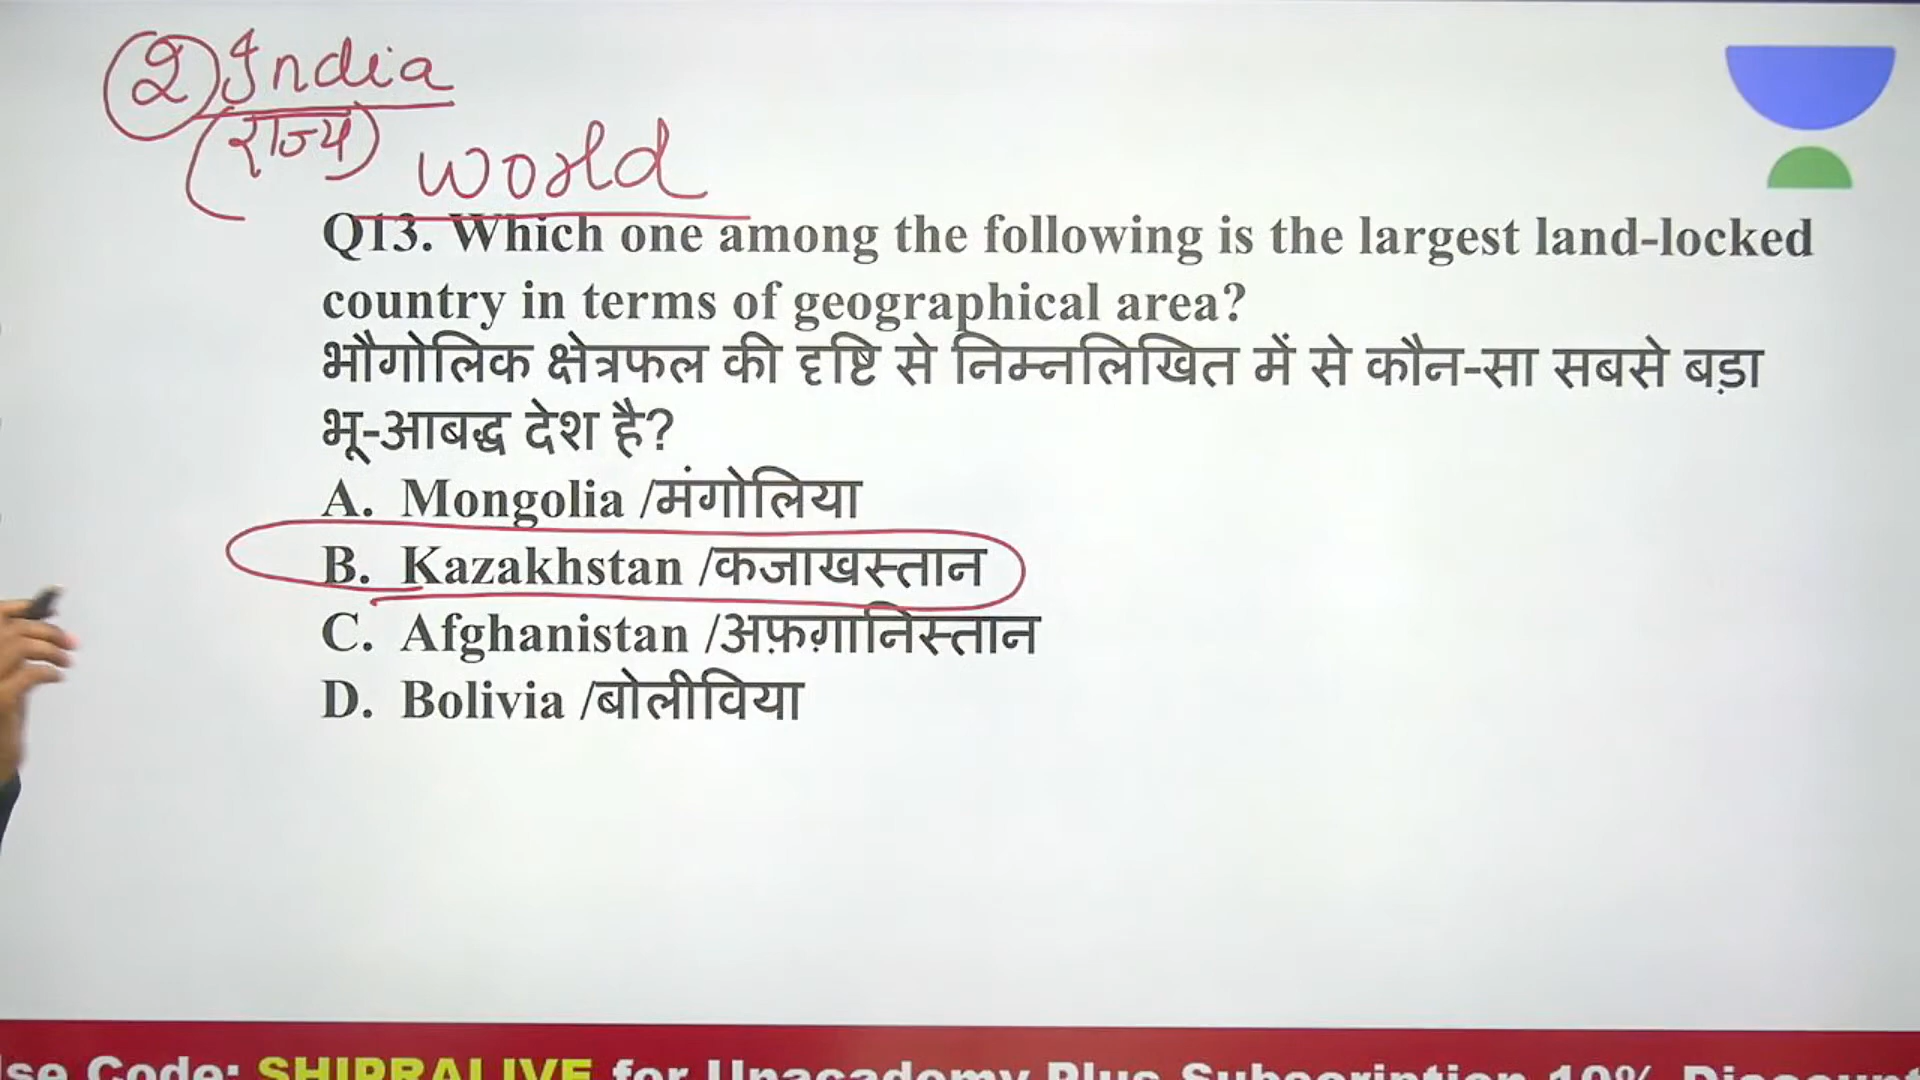 2 India
(राज्य)
World
Q13. Which one among the following is the largest land-locked
country in terms of geographical area?
भौगोलिक क्षेत्रफल की दृष्टि से निम्नलिखित में से कौन-सा सबसे बड़ा
भू-आबद्ध देश है?
A. Mongolia /मंगोलिया
B. Kazakhstan /कजाखस्तान
C. Afghanistan /अफ़ग़ानिस्तान
D. Bolivia /बोलीविया
se Code: SHIPRALIVE for Unacademy Plus Subscription 10% Discount